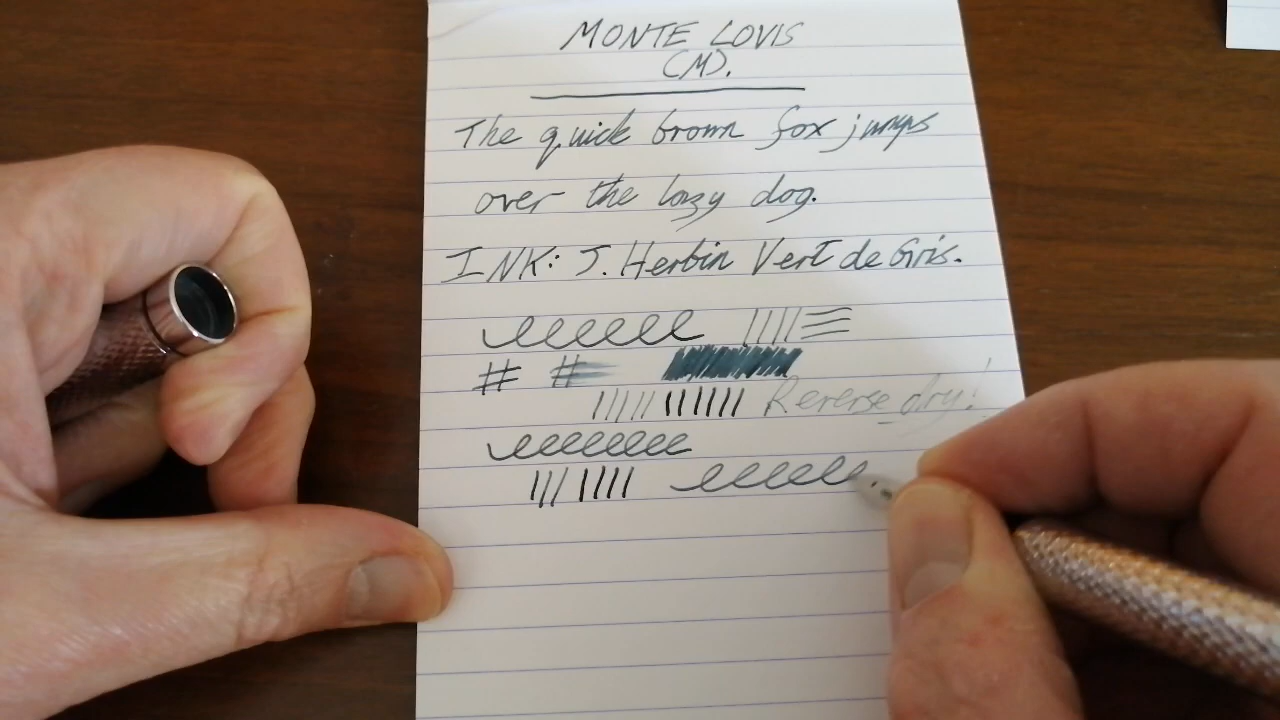 MONTE LOVIS
(M).
The quick brown fox jumps
over the lazy dog.
INK: J. Herbin Vert de Gris.
Reverse dry!